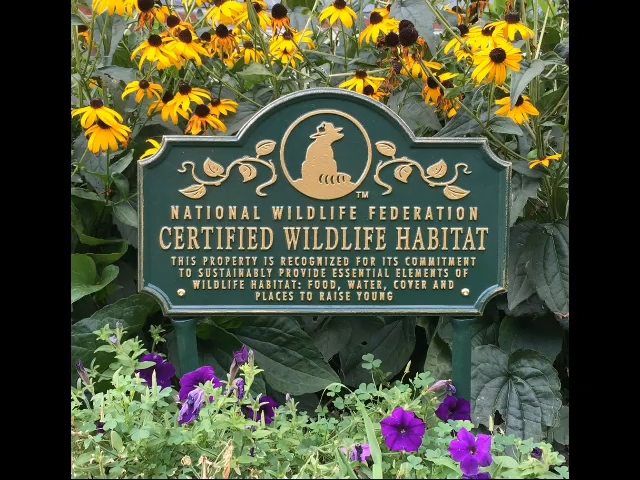 TM
NATIONAL WILDLIFE FEDERATION
CERTIFIED WILDLIFE HABITAT
THIS PROPERTY IS RECOGNIZED FOR ITS COMMITMENT
TO SUSTAINABLY PROVIDE ESSENTIAL ELEMENTS OF
WILDLIFE HABITAT: FOOD, WATER, COVER AND
PLACES TO RAISE YOUNG